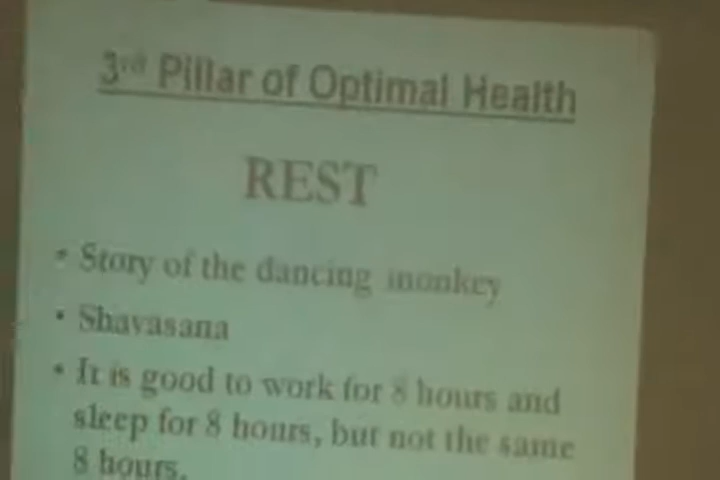 3rd Pillar of Optimal Health
REST
• Story of the dancing monkey
• Shavasana
• It is good to work for 8 hours and
sleep for 8 hours, but not the same
8 hours.